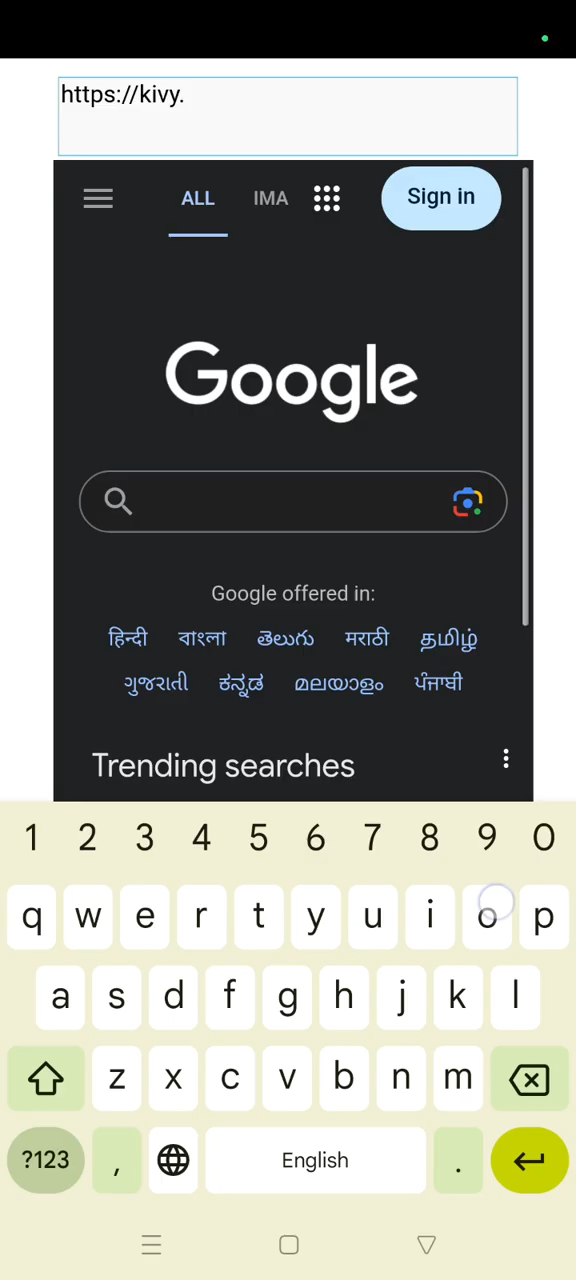 https://kivy.
ALL IMA Sign in
Google
Google offered in:
हिन्दी বাংলা తెలుగు मराठी தமிழ்
ગુજરાતી ಕನ್ನಡ മലയാളം ਪੰਜਾਬੀ
Trending searches
1 2 3 4 5 6 7 8 9 0
q w e r t y u i o p
a s d f g h j k l
z x c v b n m
?123 , English .